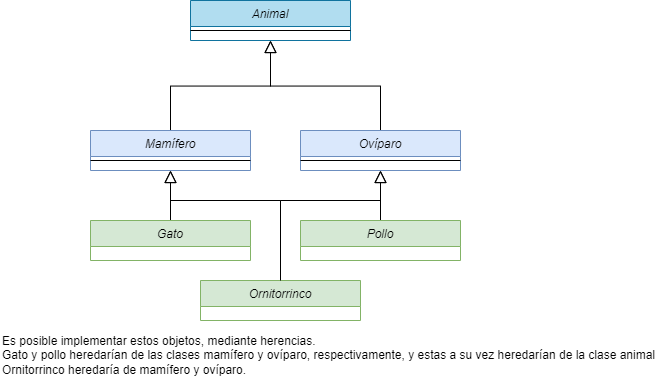 Animal
Mamífero
Ovíparo
Gato
Pollo
Ornitorrinco
Es posible implementar estos objetos, mediante herencias.
Gato y pollo heredarían de las clases mamífero y ovíparo, respectivamente, y estas a su vez heredarían de la clase animal
Ornitorrinco heredaría de mamífero y ovíparo.